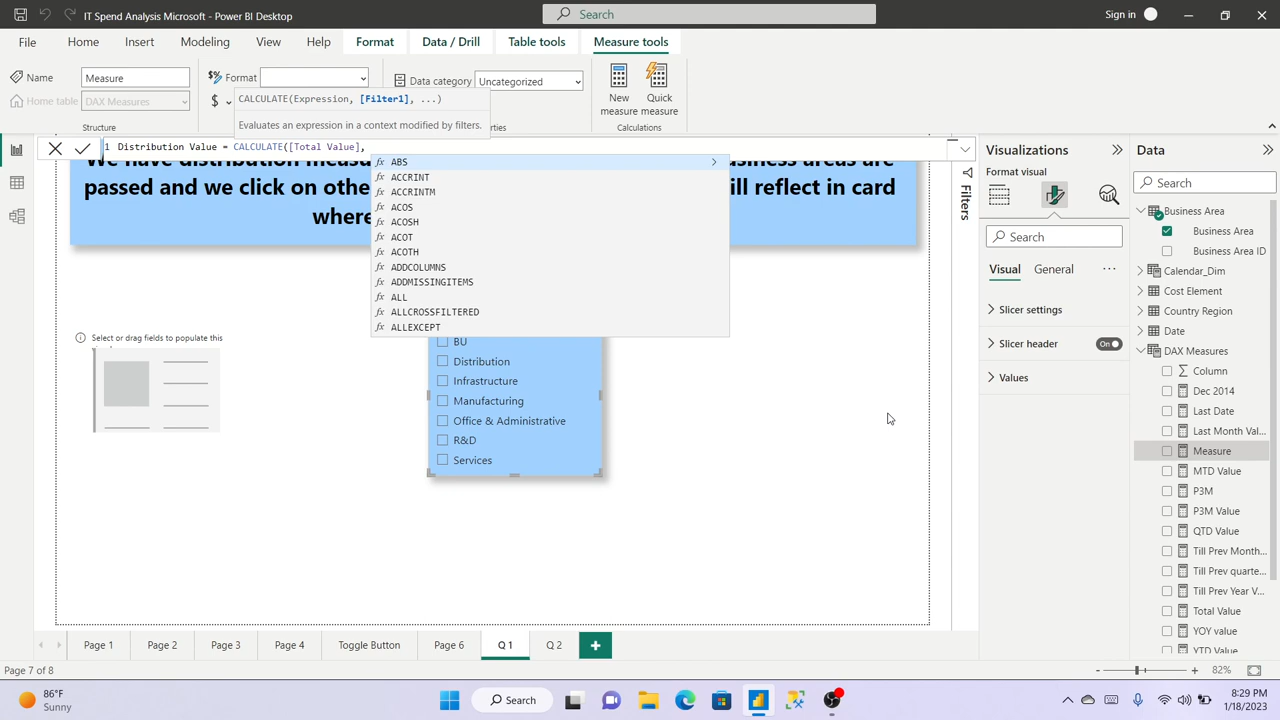 IT Spend Analysis Microsoft - Power BI Desktop
Search
Sign in
File
Home
Insert
Modeling
View
Help
Format
Data / Drill
Table tools
Measure tools
Name
Measure
Format
Data category
Uncategorized
Home table
DAX Measures
$
New measure
Quick measure
Structure
Calculations
CALCULATE(Expression, [Filter1], ...)
Evaluates an expression in a context modified by filters.
1 Distribution Value = CALCULATE([Total Value],
ABS
ACCRINT
ACCRINTM
ACOS
ACOSH
ACOT
ACOTH
ADDCOLUMNS
ADDMISSINGITEMS
ALL
ALLCROSSFILTERED
ALLEXCEPT
We have distribution
areas are
passed and we click on othe
ill reflect in card
where
Select or drag fields to populate this
BU
Distribution
Infrastructure
Manufacturing
Office & Administrative
R&D
Services
Filters
Visualizations
Format visual
Search
Visual
General
...
Slicer settings
Slicer header
On
Values
Data
Search
Business Area
Business Area
Business Area ID
Calendar_Dim
Cost Element
Country Region
Date
DAX Measures
Column
Dec 2014
Last Date
Last Month Val...
Measure
MTD Value
P3M
P3M Value
QTD Value
Till Prev Month...
Till Prev quarte...
Till Prev Year V...
Total Value
YOY value
YTD Value
Page 1
Page 2
Page 3
Page 4
Toggle Button
Page 6
Q 1
Q 2
Page 7 of 8
82%
86°F
Sunny
Search
8:29 PM
1/18/2023